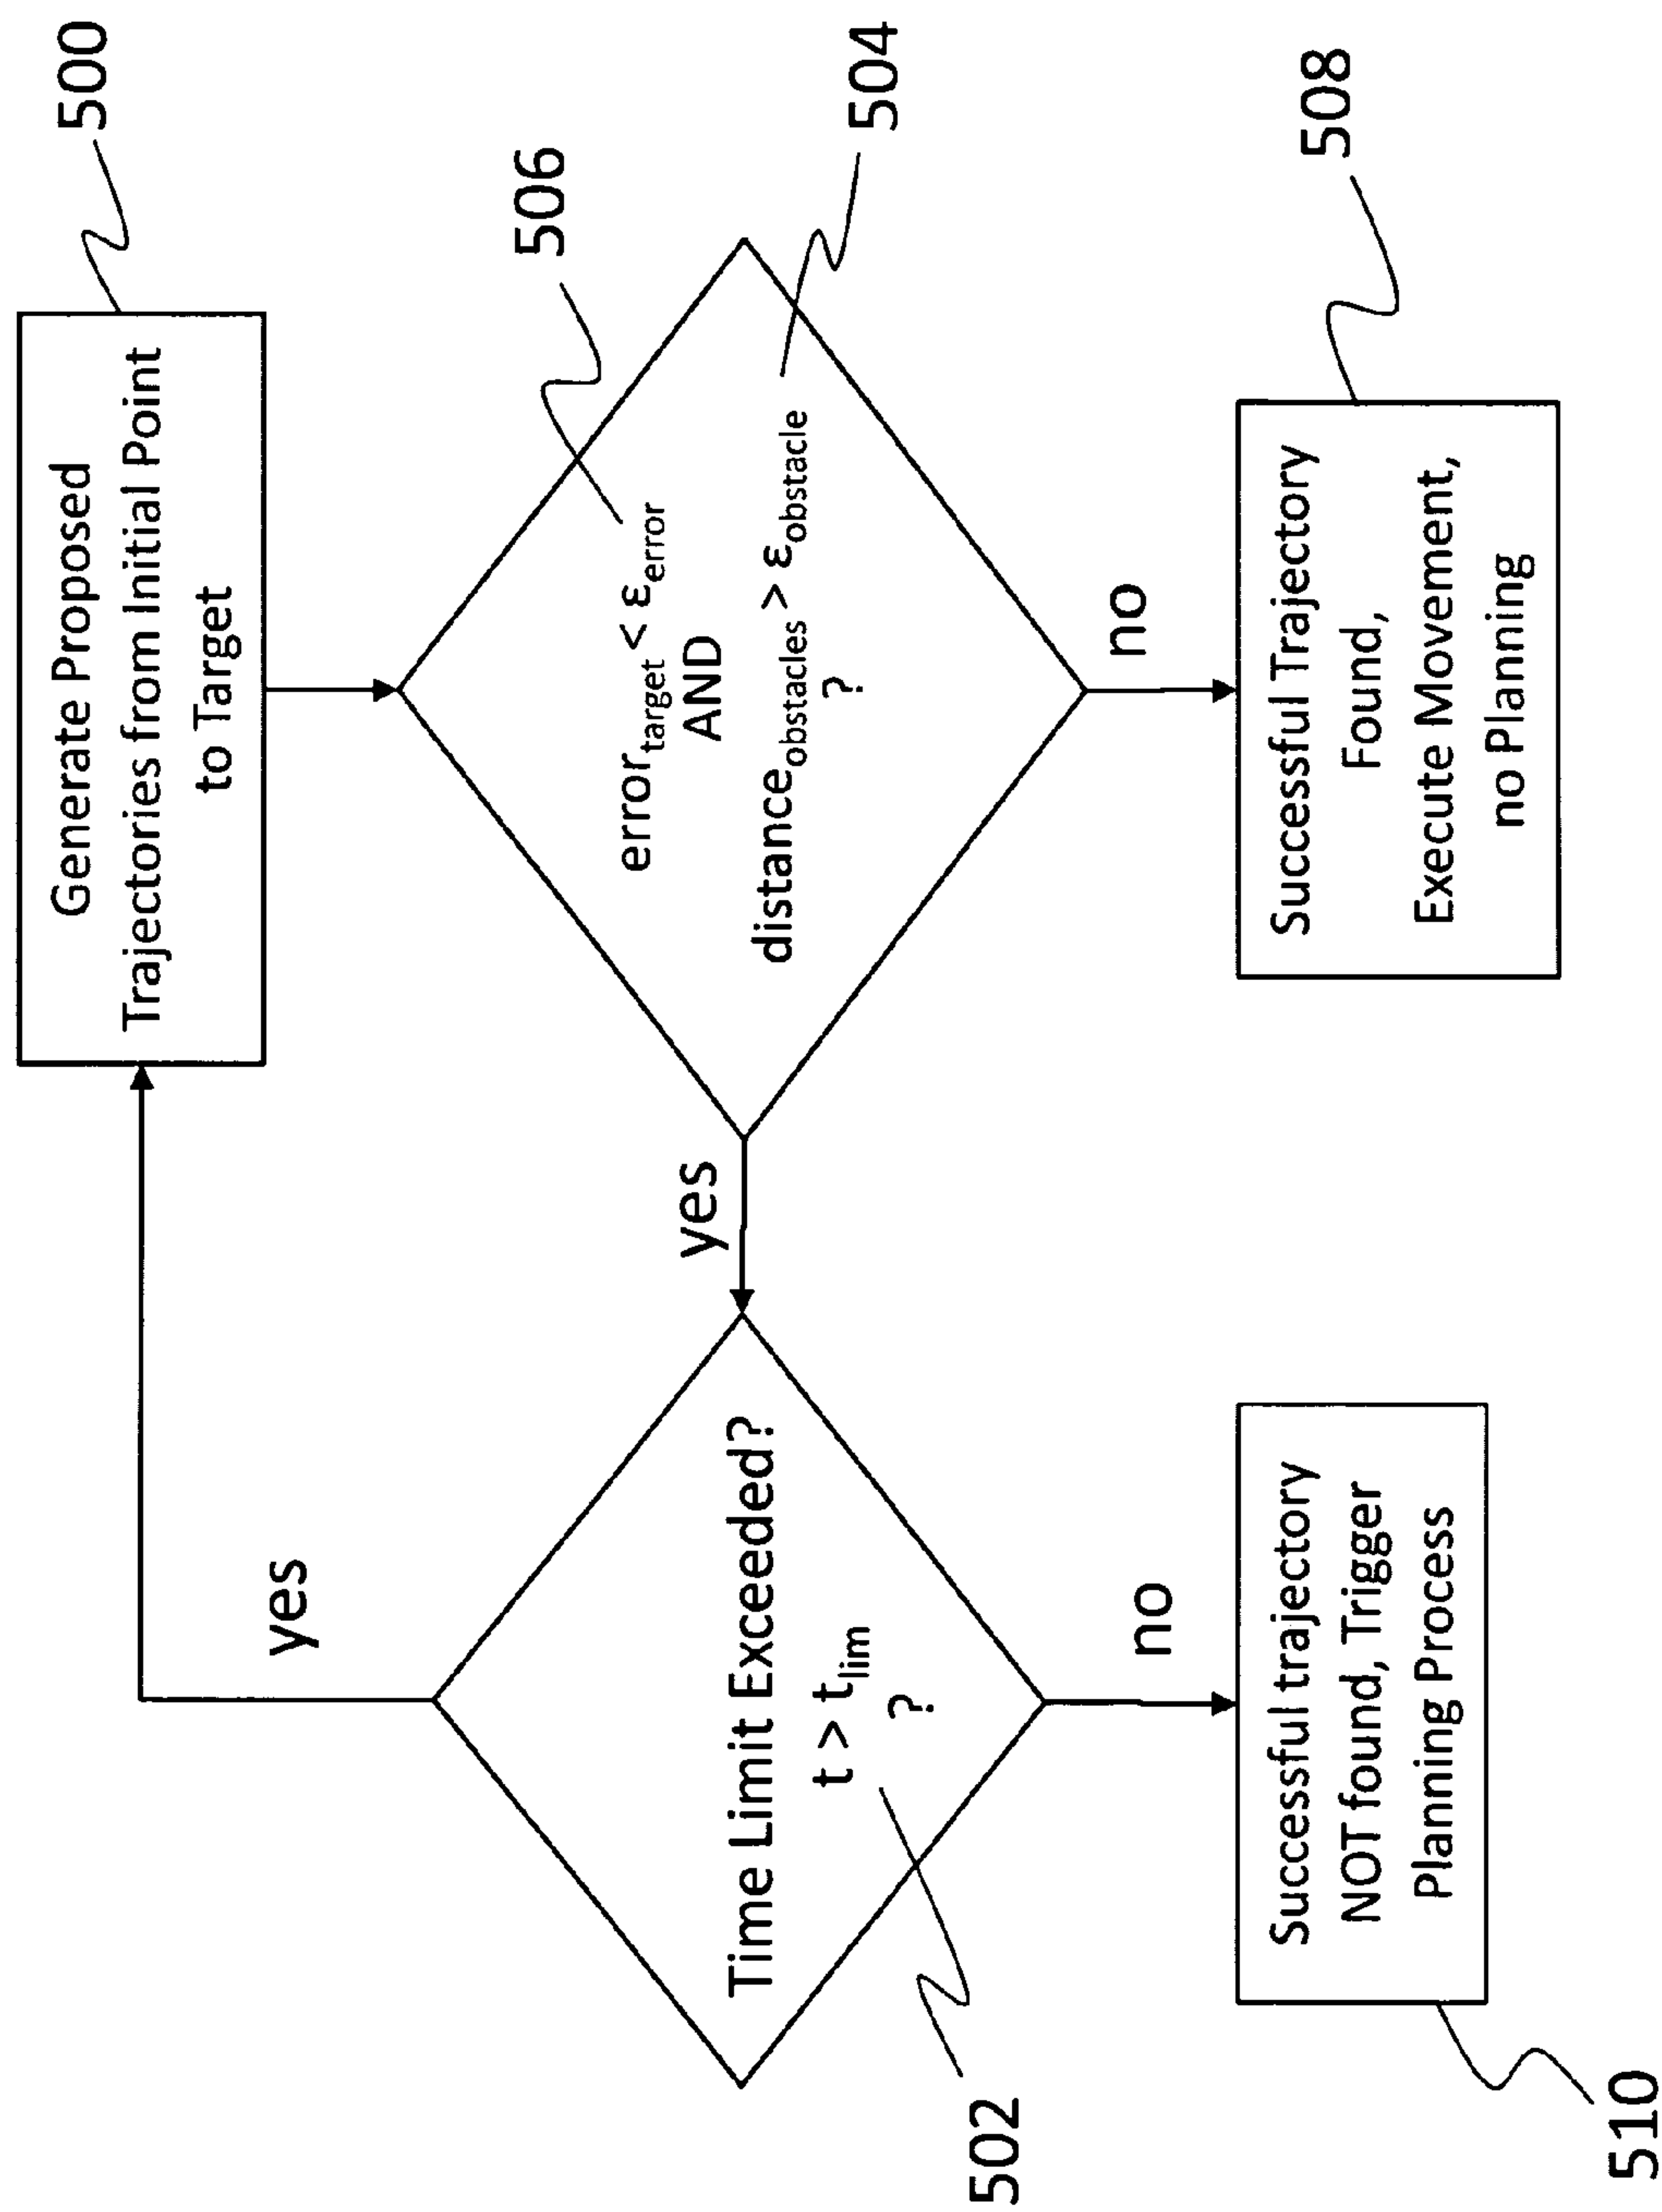 500
Generate Proposed
Trajectories from Initial Point
to Target
506
error_target < ε_error
AND
distance_obstacles > ε_obstacle
?
504
yes
no
yes
Time Limit Exceeded?
t > t_lim
?
502
no
508
Successful Trajectory
Found,
Execute Movement,
no Planning
Successful trajectory
NOT found, Trigger
Planning Process
510